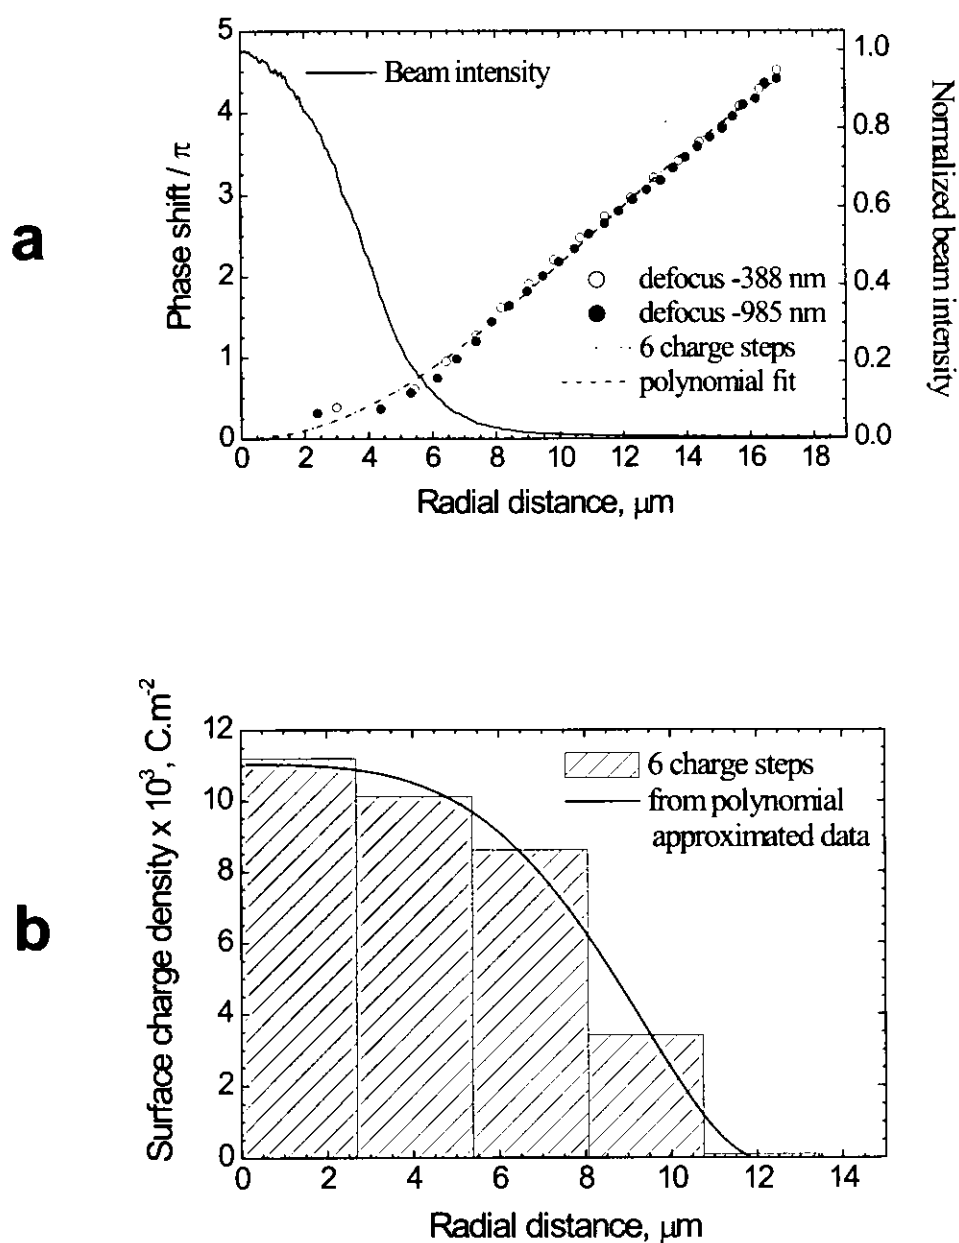 a
5
4
3
2
1
0
Phase shift / π
Beam intensity
defocus -388 nm
defocus -985 nm
6 charge steps
polynomial fit
1.0
0.8
0.6
0.4
0.2
0.0
Normalized beam intensity
0 2 4 6 8 10 12 14 16 18
Radial distance, μm
b
12
10
8
6
4
2
0
Surface charge density x 10³, C.m⁻²
6 charge steps
from polynomial
approximated data
0 2 4 6 8 10 12 14
Radial distance, μm